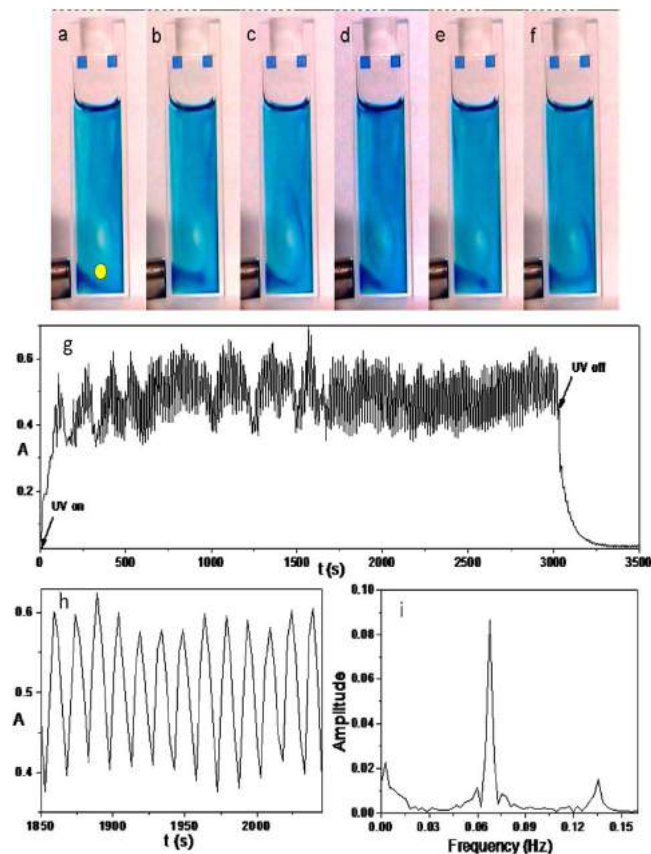 a b c d e f
g
0.6
0.4
A
0.2
UV on
UV off
0 500 1000 1500 2000 2500 3000 3500
t (s)
h
0.6
A
0.4
1850 1900 1950 2000
t (s)
i
0.10
0.08
0.06
0.04
0.02
0.00
Amplitude
0.00 0.03 0.06 0.09 0.12 0.15
Frequency (Hz)